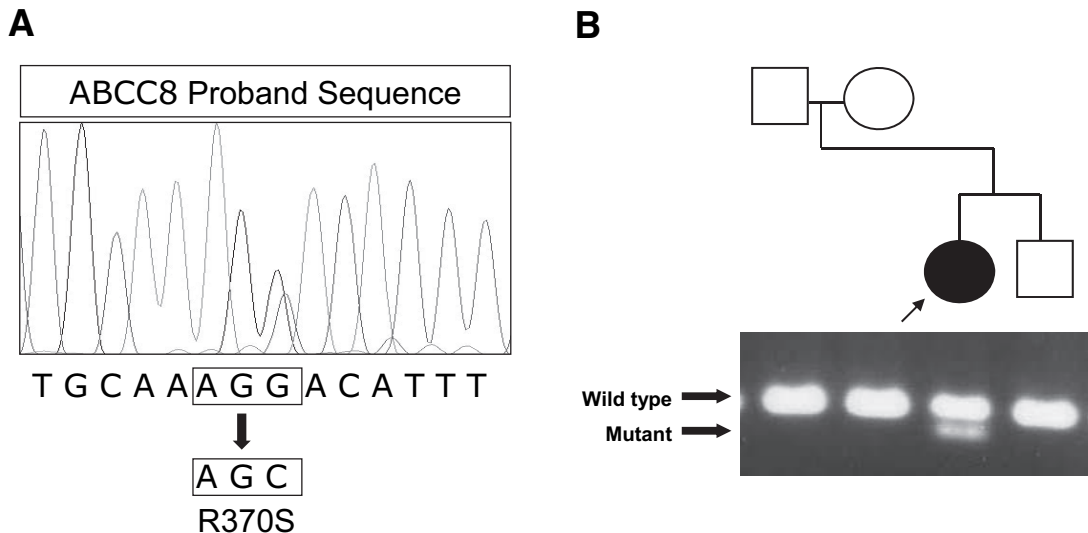 A
ABCC8 Proband Sequence
T G C A A A G G A C A T T T
A G C
R370S
B
Wild type
Mutant